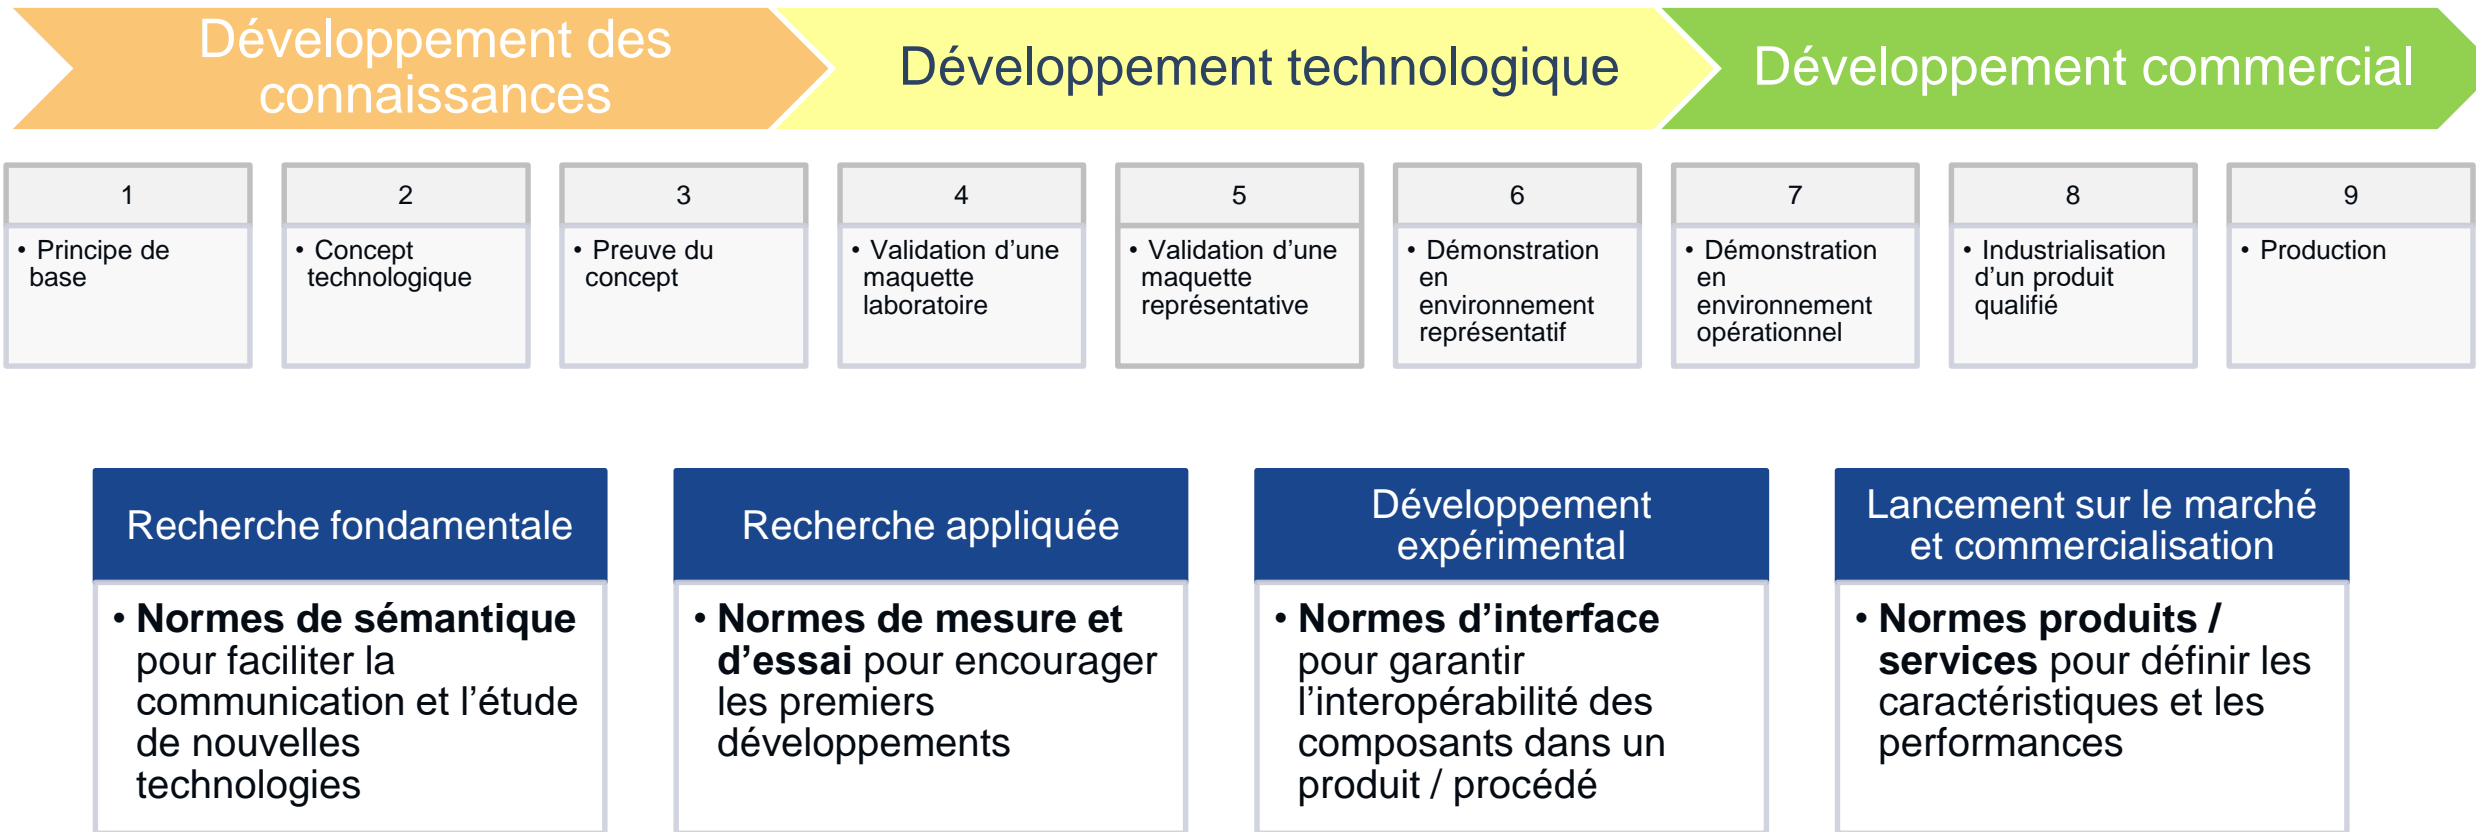 Développement des
connaissances
Développement technologique
Développement commercial
1
• Principe de
base
2
• Concept
technologique
3
• Preuve du
concept
4
• Validation d’une
maquette
laboratoire
5
• Validation d’une
maquette
représentative
6
• Démonstration
en
environnement
représentatif
7
• Démonstration
en
environnement
opérationnel
8
• Industrialisation
d’un produit
qualifié
9
• Production
Recherche fondamentale
• Normes de sémantique
pour faciliter la
communication et l’étude
de nouvelles
technologies
Recherche appliquée
• Normes de mesure et
d’essai pour encourager
les premiers
développements
Développement
expérimental
• Normes d’interface
pour garantir
l’interopérabilité des
composants dans un
produit / procédé
Lancement sur le marché
et commercialisation
• Normes produits /
services pour définir les
caractéristiques et les
performances